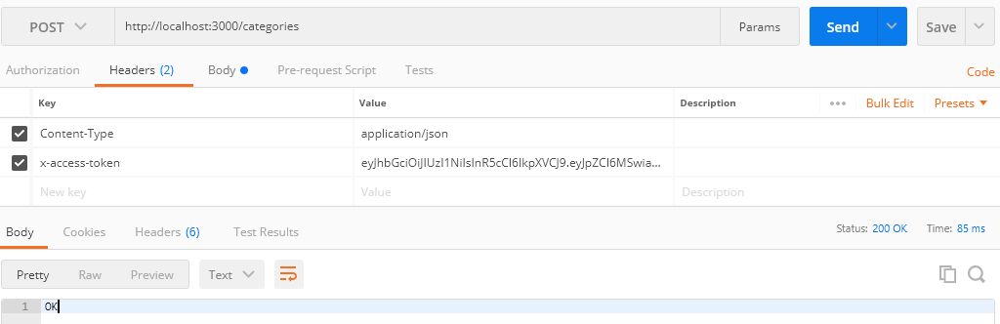 POST http://localhost:3000/categories Params Send Save
Authorization Headers (2) Body Pre-request Script Tests Code
Key Value Description Bulk Edit Presets
Content-Type application/json
x-access-token eyJhbGciOiJIUzI1NiIsInR5cCI6IkpXVCJ9.eyJpZCI6MSwia...
New key Value Description
Body Cookies Headers (6) Test Results Status: 200 OK Time: 85 ms
Pretty Raw Preview Text
1 OK